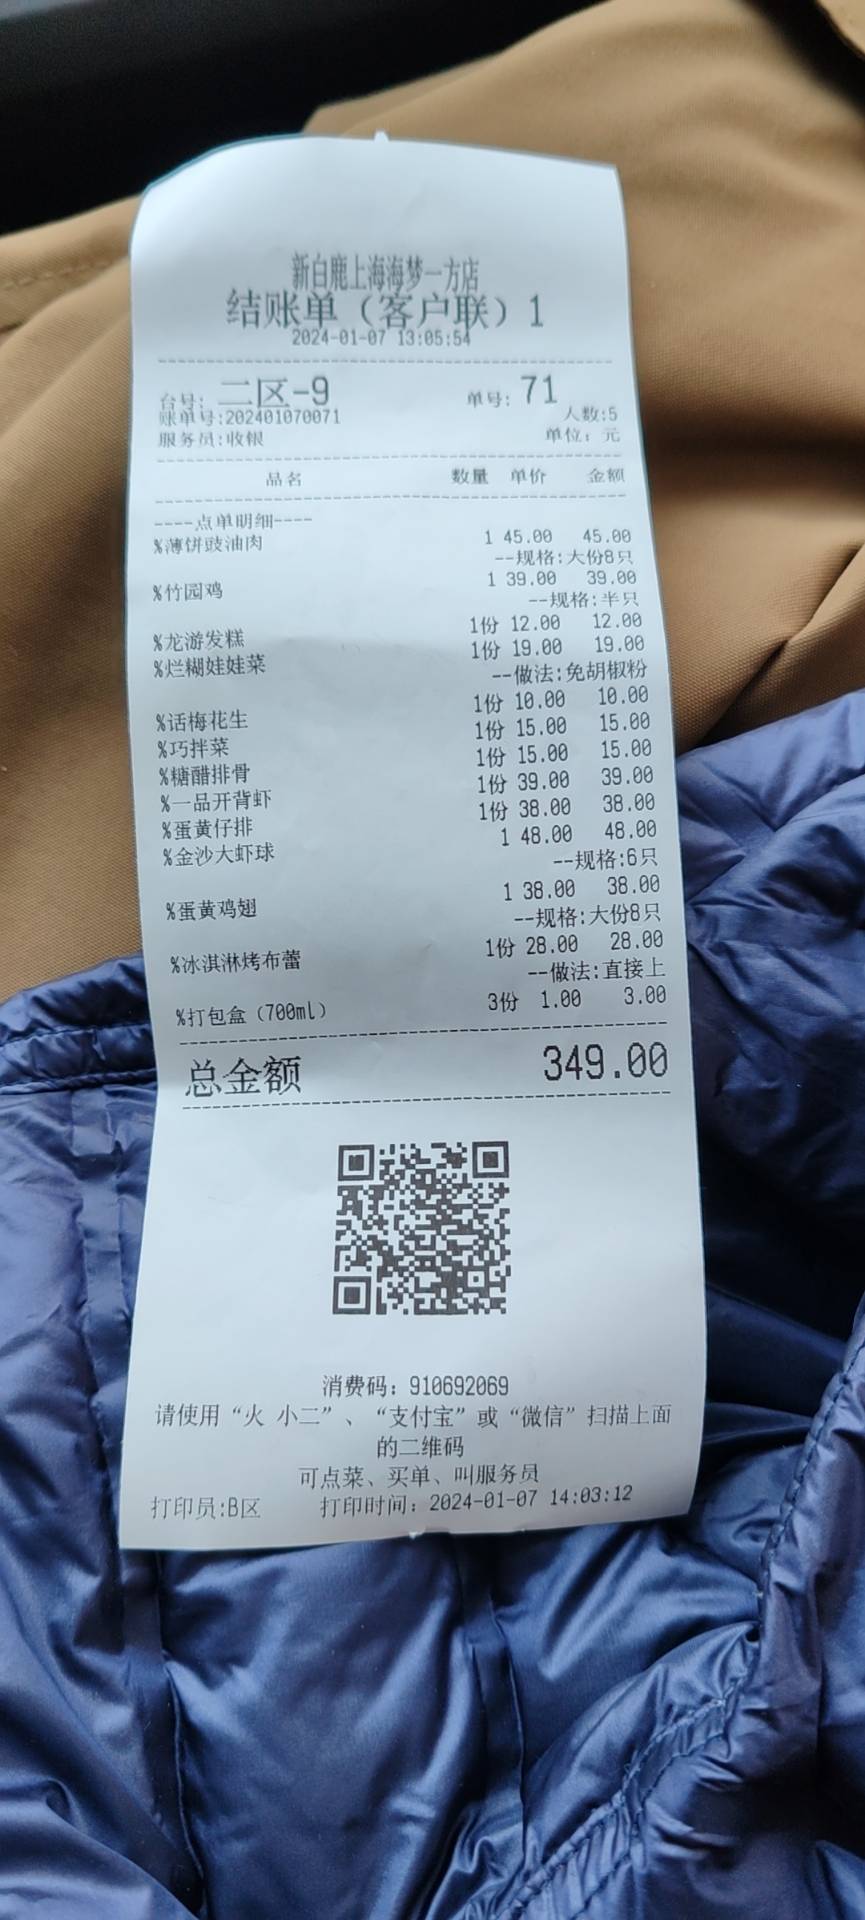 新白鹿上海海梦一方店
结账单（客户联）1
2024-01-07 13:05:54
台号: 二区-9 单号: 71
账单号:202401070071 人数:5
服务员:收银 单位: 元
品名 数量 单价 金额
----点单明细----
%薄饼豉油肉 1 45.00 45.00
--规格:大份8只
%竹园鸡 1 39.00 39.00
--规格:半只
%龙游发糕 1份 12.00 12.00
%烂糊娃娃菜 1份 19.00 19.00
--做法:免胡椒粉
%话梅花生 1份 10.00 10.00
%巧拌菜 1份 15.00 15.00
%糖醋排骨 1份 15.00 15.00
%一品开背虾 1份 39.00 39.00
%蛋黄仔排 1份 38.00 38.00
%金沙大虾球 1 48.00 48.00
--规格:6只
%蛋黄鸡翅 1 38.00 38.00
--规格:大份8只
%冰淇淋烤布蕾 1份 28.00 28.00
--做法:直接上
%打包盒（700ml） 3份 1.00 3.00
总金额 349.00
消费码: 910692069
请使用“火 小二”、“支付宝”或“微信”扫描上面
的二维码
可点菜、买单、叫服务员
打印员:B区 打印时间: 2024-01-07 14:03:12